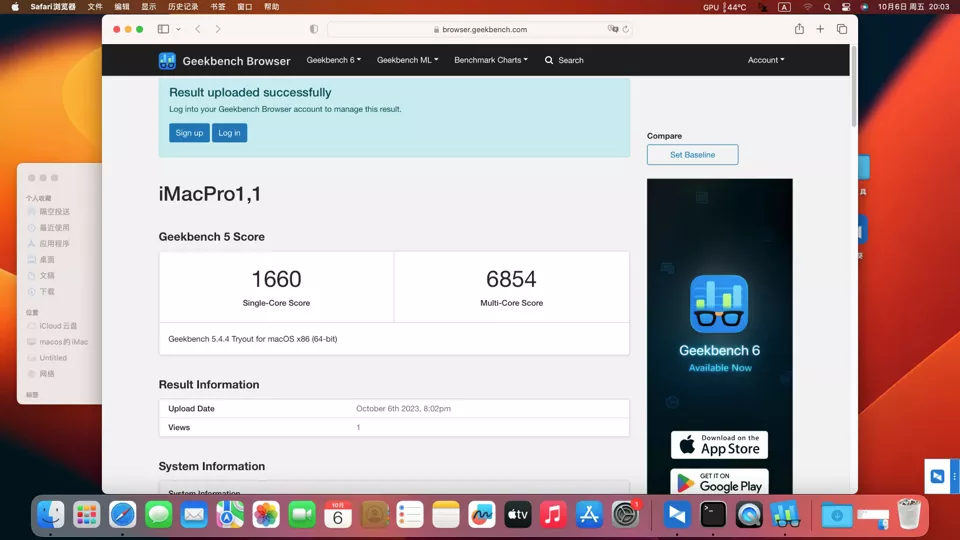 Safari浏览器 文件 编辑 显示 历史记录 书签 窗口 帮助
GPU 44°C A 10月6日 周五 20:03
browser.geekbench.com
Geekbench Browser Geekbench 6 Geekbench ML Benchmark Charts Search Account
Result uploaded successfully
Log into your Geekbench Browser account to manage this result.
Sign up Log in
Compare
Set Baseline
iMacPro1,1
Geekbench 5 Score
1660 6854
Single-Core Score Multi-Core Score
Geekbench 5.4.4 Tryout for macOS x86 (64-bit)
Result Information
Upload Date October 6th 2023, 8:02pm
Views 1
System Information
System Information
Geekbench 6
Available Now
Download on the
App Store
GET IT ON
Google Play
个人收藏
隔空投送
最近使用
应用程序
桌面
文稿
下载
位置
iCloud 云盘
macos的 iMac
Untitled
网络
标签
具
10月
6
tv
1